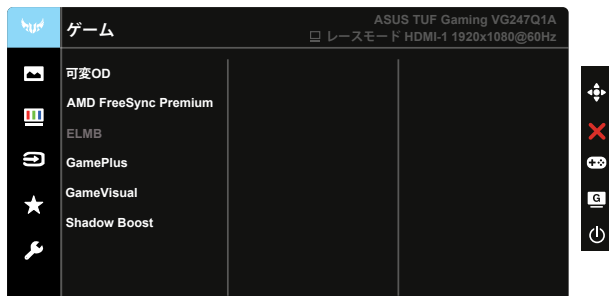 ゲーム
ASUS TUF Gaming VG247Q1A
レースモード HDMI-1 1920x1080@60Hz
可変OD
AMD FreeSync Premium
ELMB
GamePlus
GameVisual
Shadow Boost
G